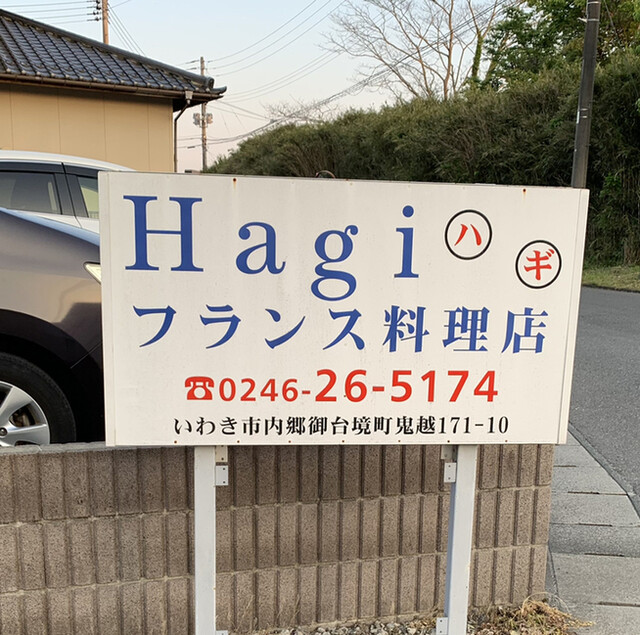 Hagi ハ ギ
フランス料理店
☎0246-26-5174
いわき市内郷御台境町鬼越171-10